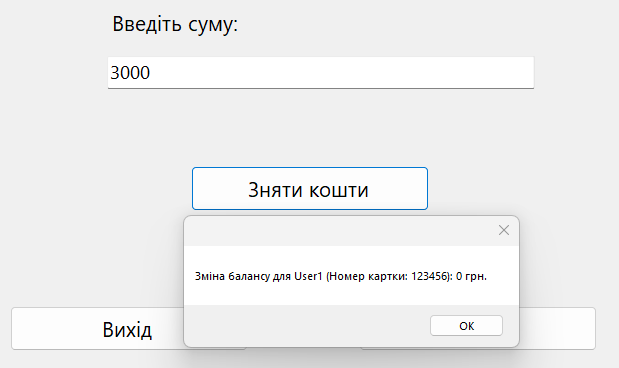 Введіть суму:
3000
Зняти кошти
Зміна балансу для User1 (Номер картки: 123456): 0 грн.
OK
Вихід